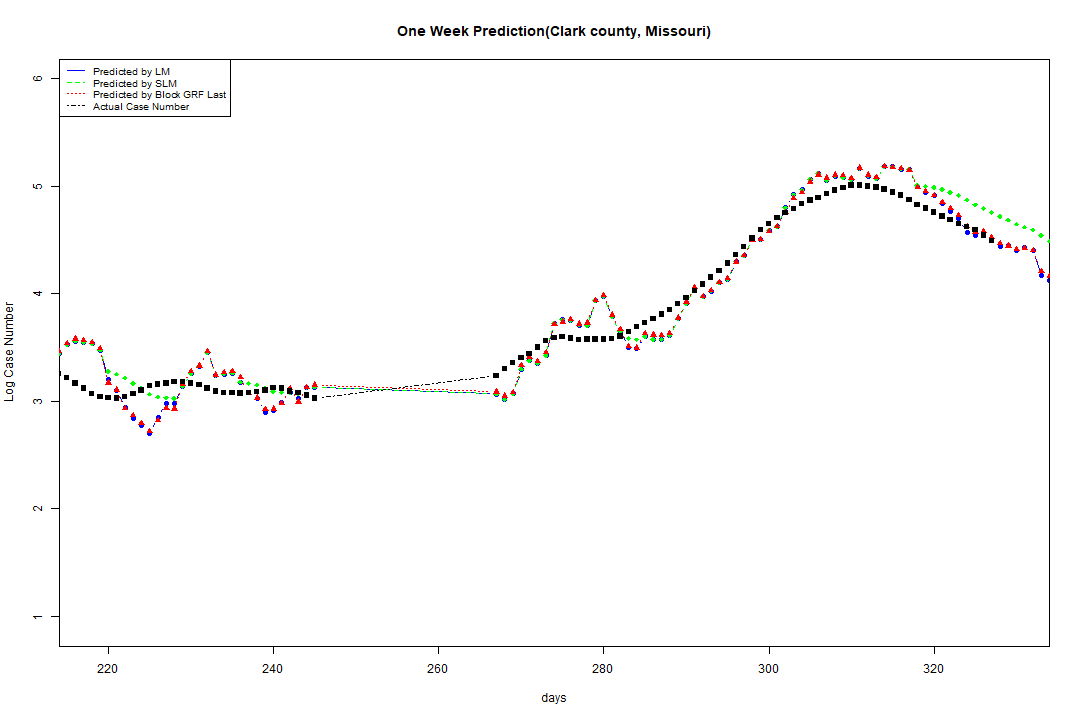 One Week Prediction(Clark county, Missouri)
Predicted by LM
Predicted by SLM
Predicted by Block GRF Last
Actual Case Number
6
5
4
3
2
1
Log Case Number
220 240 260 280 300 320
days